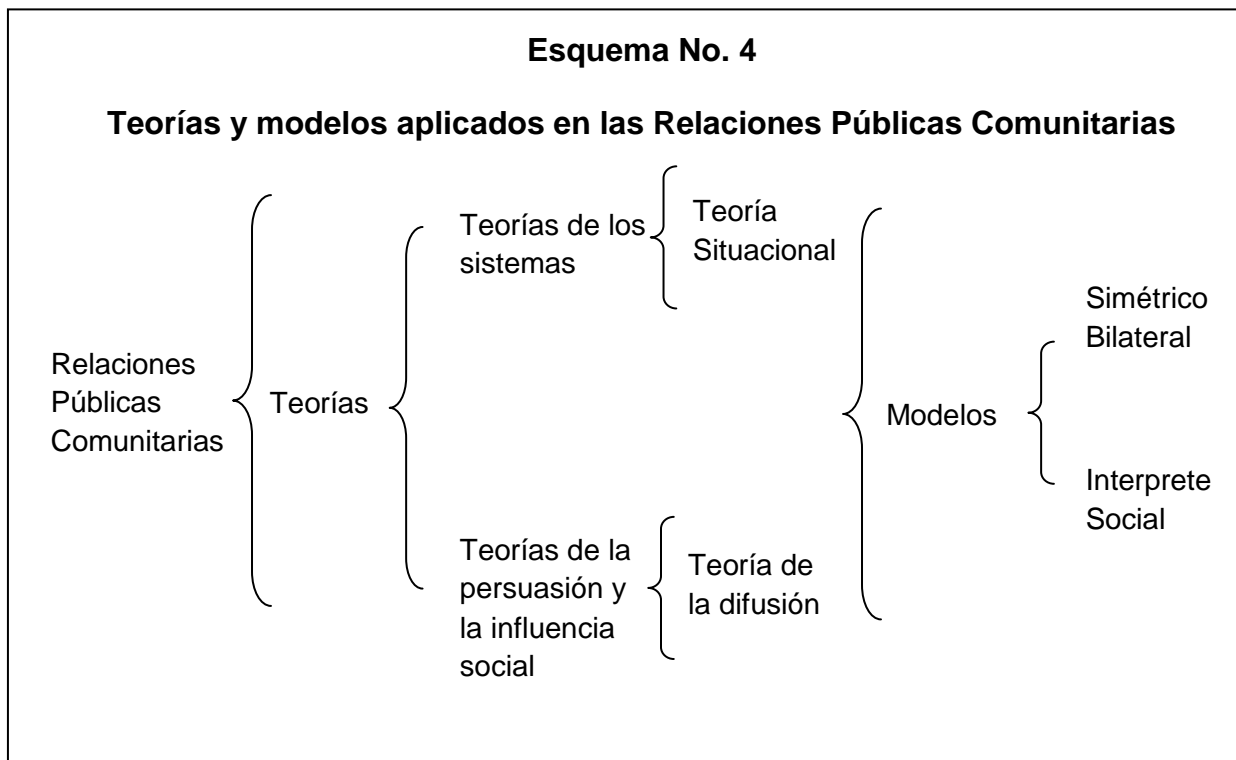 Esquema No. 4
Teorías y modelos aplicados en las Relaciones Públicas Comunitarias
Relaciones
Públicas
Comunitarias
Teorías
Teorías de los
sistemas
Teoría
Situacional
Teorías de la
persuasión y
la influencia
social
Teoría de
la difusión
Modelos
Simétrico
Bilateral
Interprete
Social